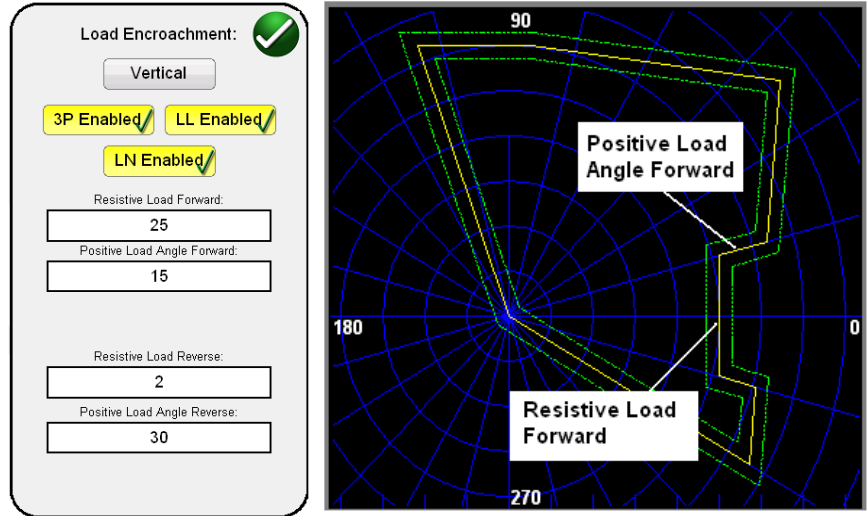 Load Encroachment:
Vertical
3P Enabled
LL Enabled
LN Enabled
Resistive Load Forward:
25
Positive Load Angle Forward:
15
Resistive Load Reverse:
2
Positive Load Angle Reverse:
30
90
Positive Load
Angle Forward
180
0
Resistive Load
Forward
270